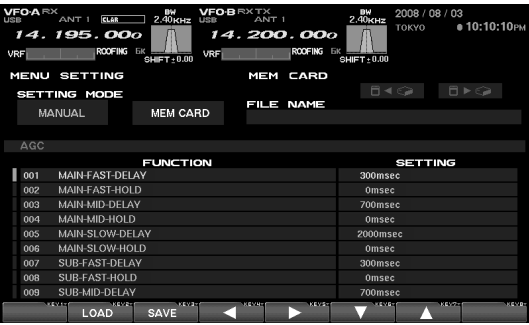 VFO-A RX BW VFO-B RXTX BW 2008 / 08 / 03
USB ANT 1 CLAR 2.40KHz USB ANT 1 2.40KHz TOKYO 10:10:10PM
14. 195. 00o 14. 200. 00o
VRF ROOFING 6K VRF ROOFING 6K
SHIFT±0.00 SHIFT±0.00
MENU SETTING MEM CARD
SETTING MODE
MANUAL MEM CARD FILE NAME
AGC
FUNCTION SETTING
001 MAIN-FAST-DELAY 300msec
002 MAIN-FAST-HOLD 0msec
003 MAIN-MID-DELAY 700msec
004 MAIN-MID-HOLD 0msec
005 MAIN-SLOW-DELAY 2000msec
006 MAIN-SLOW-HOLD 0msec
007 SUB-FAST-DELAY 300msec
008 SUB-FAST-HOLD 0msec
009 SUB-MID-DELAY 700msec
LOAD SAVE